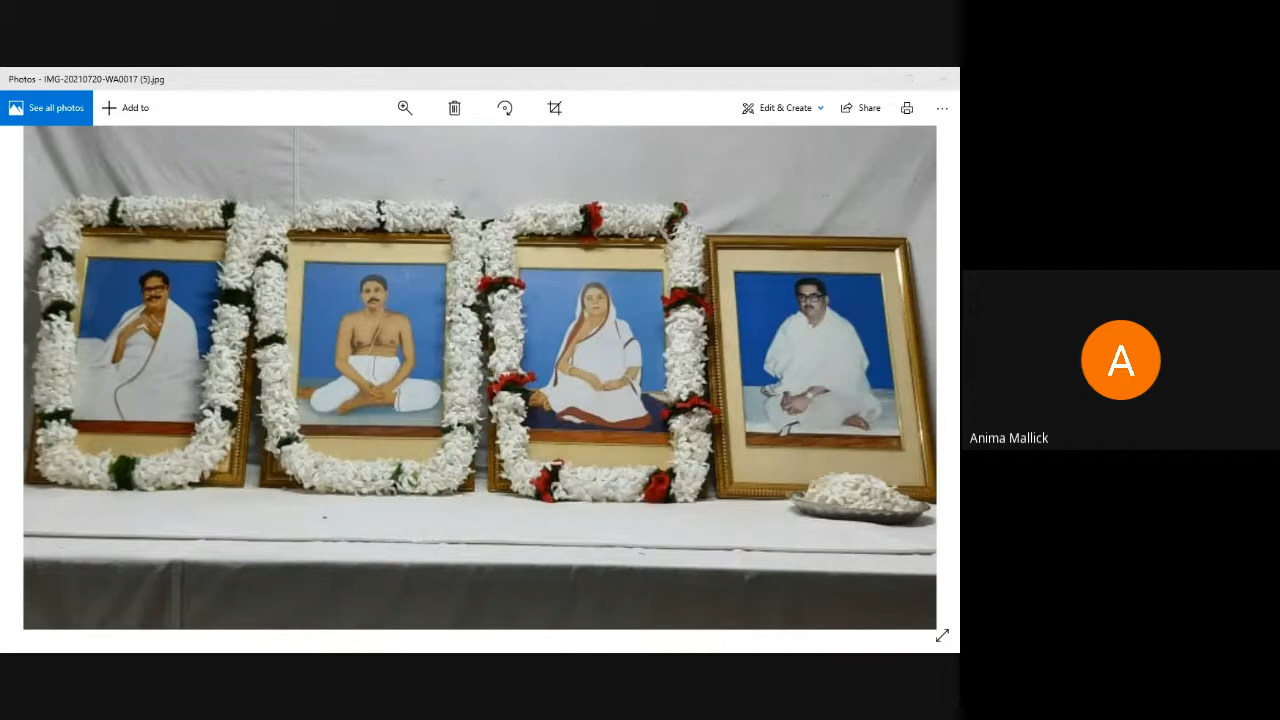 Photos - IMG-20210720-WA0017 (5).jpg
See all photos
Add to
Edit & Create
Share
A
Anima Mallick